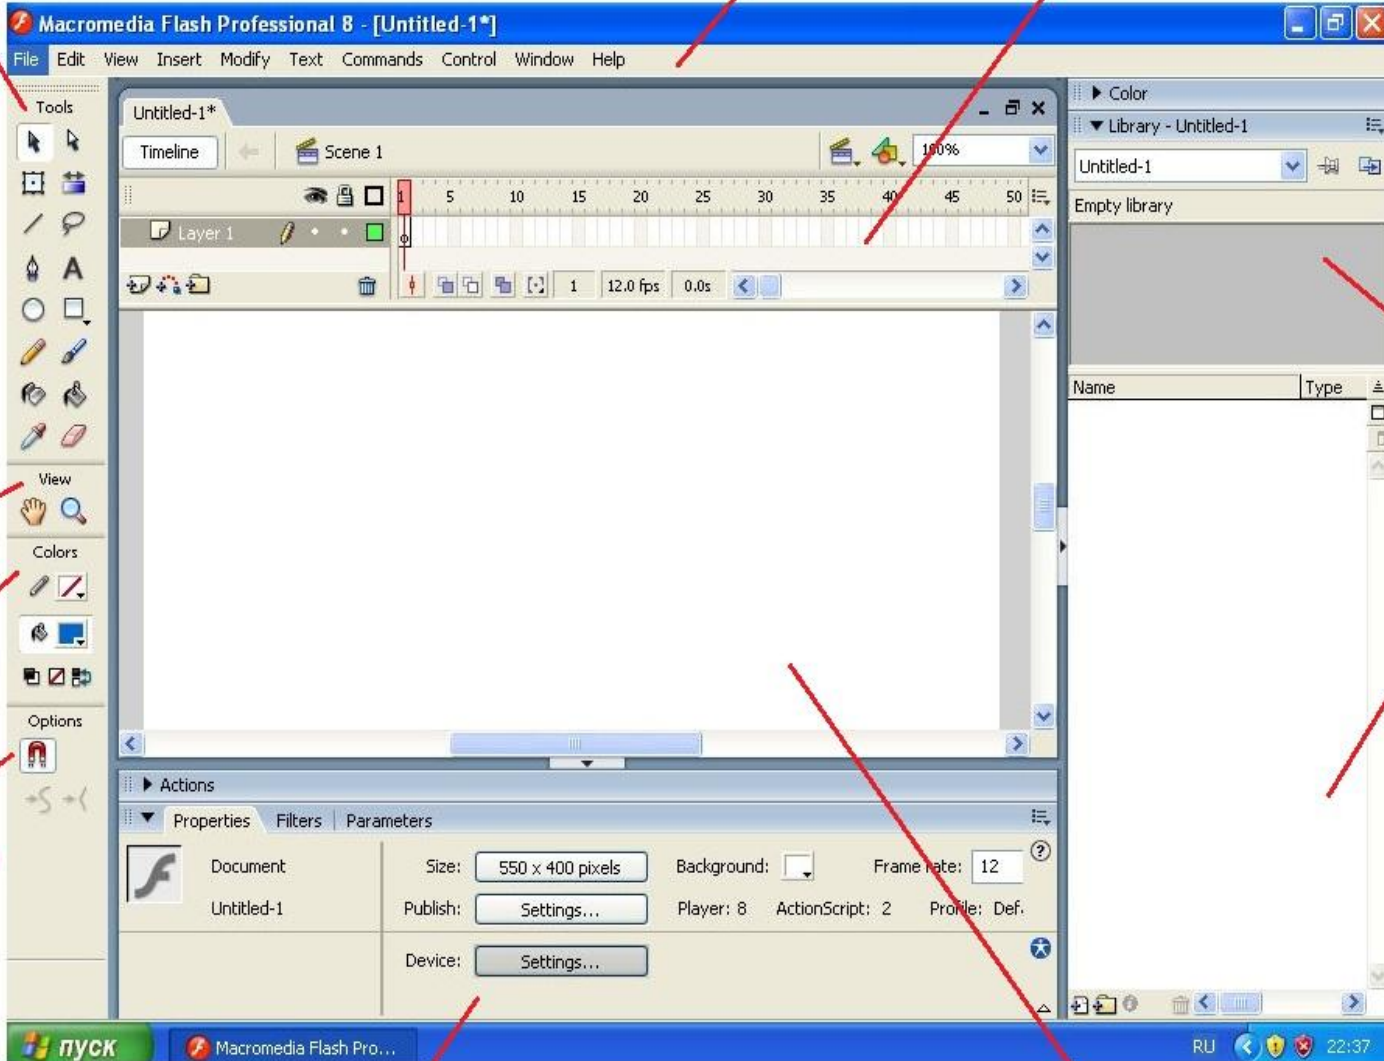 Macromedia Flash Professional 8 - [Untitled-1*]
File Edit View Insert Modify Text Commands Control Window Help
Tools
Untitled-1*
Timeline
Scene 1
100%
1 5 10 15 20 25 30 35 40 45 50
Layer 1
1 12.0 fps 0.0s
View
Colors
Options
Actions
Properties Filters Parameters
Document
Untitled-1
Size: 550 x 400 pixels Background: Frame rate: 12
Publish: Settings... Player: 8 ActionScript: 2 Profile: Def.
Device: Settings...
Color
Library - Untitled-1
Untitled-1
Empty library
Name Type
пуск
Macromedia Flash Pro...
RU 22:37